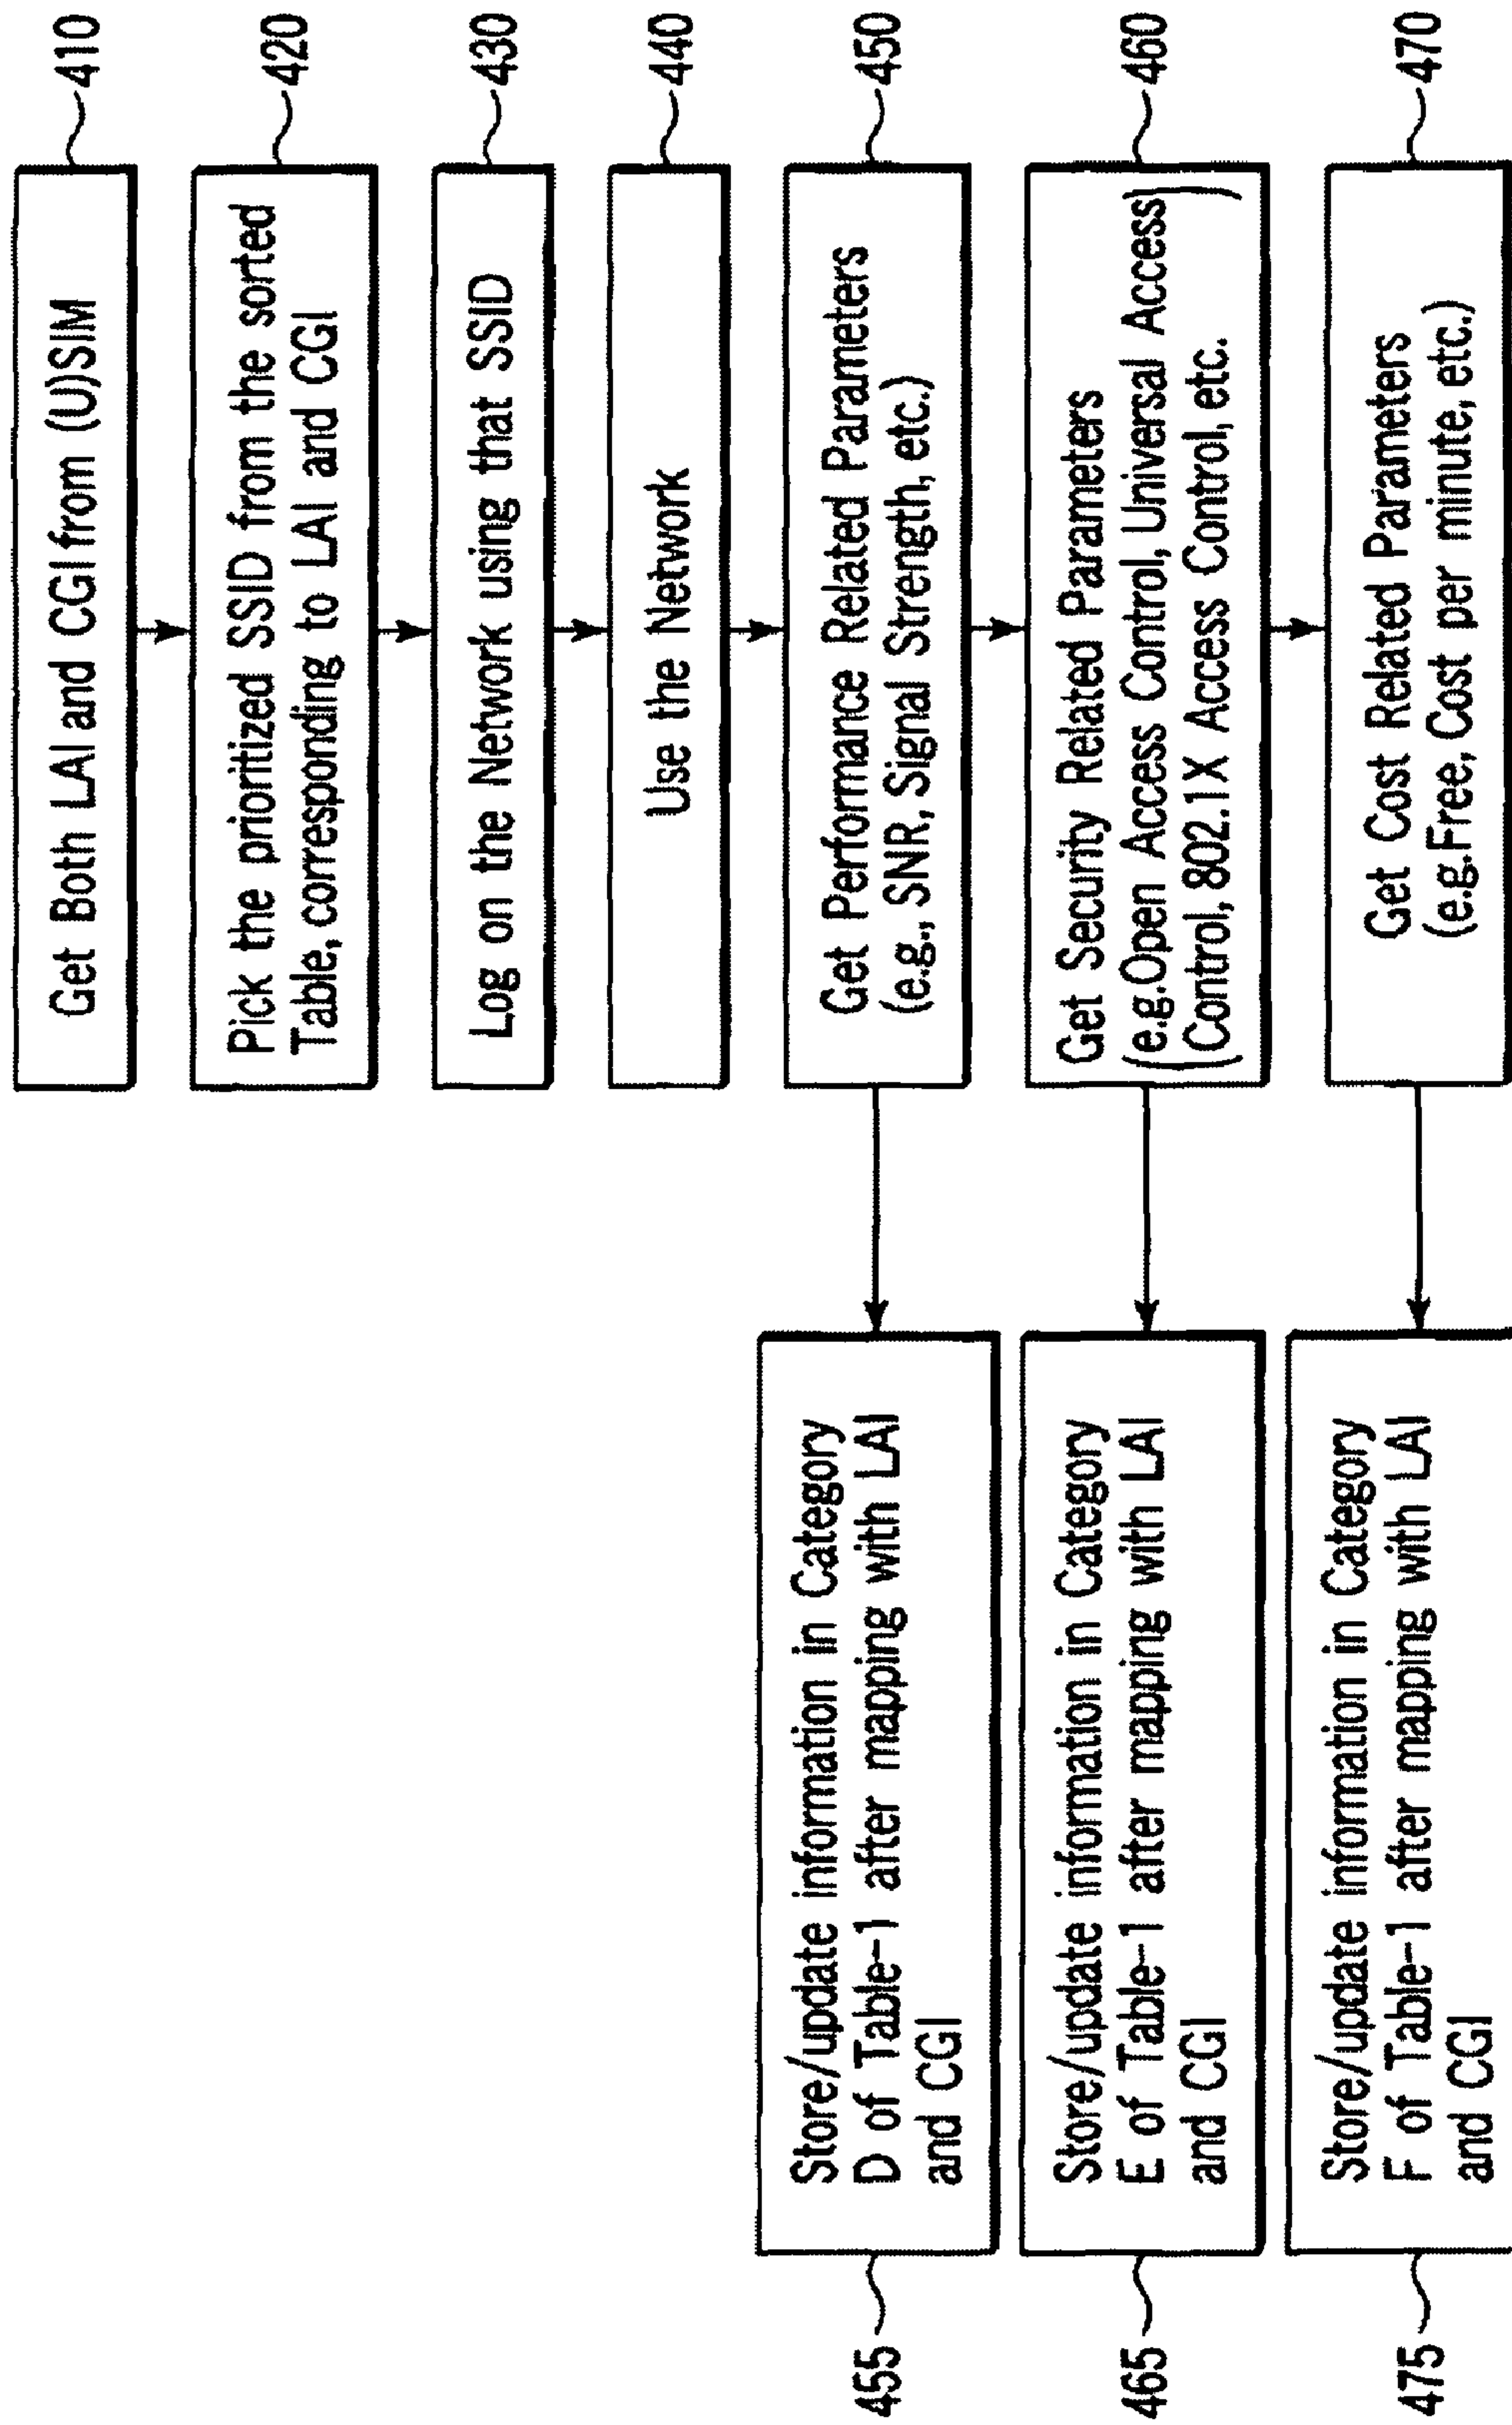 Get Both LAI and CGI from (U)SIM
410
Pick the prioritized SSID from the sorted
Table, corresponding to LAI and CGI
420
Log on the Network using that SSID
430
Use the Network
440
Get Performance Related Parameters
(e.g., SNR, Signal Strength, etc.)
450
Store/update information in Category
D of Table-1 after mapping with LAI
and CGI
455
Get Security Related Parameters
(e.g. Open Access Control, Universal Access
Control, 802.1X Access Control, etc.)
460
Store/update information in Category
E of Table-1 after mapping with LAI
and CGI
465
Get Cost Related Parameters
(e.g. Free, Cost per minute, etc.)
470
Store/update information in Category
F of Table-1 after mapping with LAI
and CGI
475